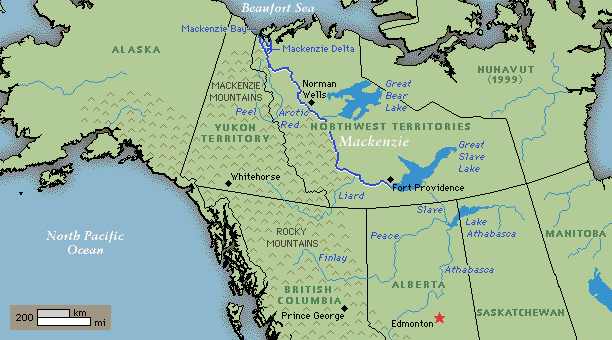 Beaufort Sea
Mackenzie Bay
Mackenzie Delta
ALASKA
NUNAVUT
(1999)
MACKENZIE
MOUNTAINS
Norman
Wells
Great
Bear
Lake
Peel
Arctic
Red
YUKON
TERRITORY
NORTHWEST TERRITORIES
Mackenzie
Great
Slave
Lake
Whitehorse
Fort Providence
Liard
Slave
Lake
Athabasca
North Pacific
Ocean
ROCKY
MOUNTAINS
Peace
MANITOBA
Finlay
Athabasca
ALBERTA
BRITISH
COLUMBIA
Prince George
SASKATCHEWAN
Edmonton
200
km
mi